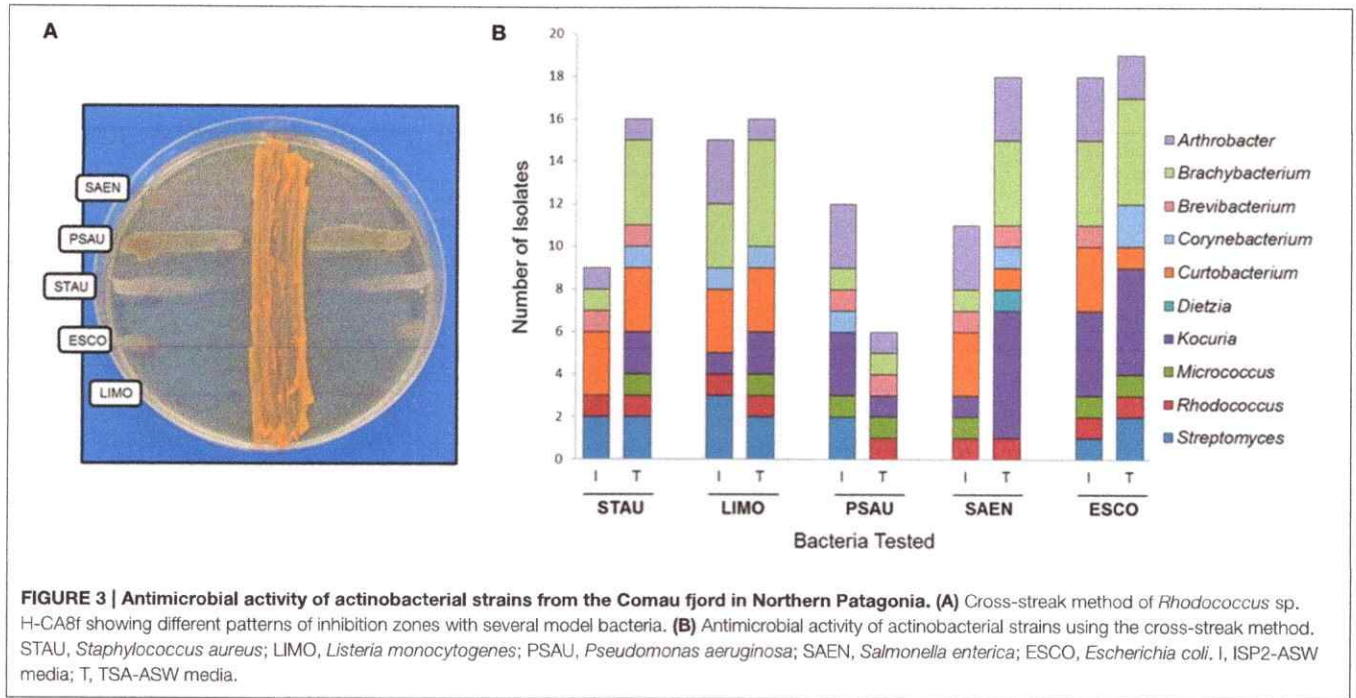 A
SAEN
PSAU
STAU
ESCO
LIMO
B
Number of Isolates
20
18
16
14
12
10
8
6
4
2
0
I T I T I T I T I T
STAU LIMO PSAU SAEN ESCO
Bacteria Tested
Arthrobacter
Brachybacterium
Brevibacterium
Corynebacterium
Curtobacterium
Dietzia
Kocuria
Micrococcus
Rhodococcus
Streptomyces
FIGURE 3 | Antimicrobial activity of actinobacterial strains from the Comau fjord in Northern Patagonia. (A) Cross-streak method of Rhodococcus sp.
H-CA8f showing different patterns of inhibition zones with several model bacteria. (B) Antimicrobial activity of actinobacterial strains using the cross-streak method.
STAU, Staphylococcus aureus; LIMO, Listeria monocytogenes; PSAU, Pseudomonas aeruginosa; SAEN, Salmonella enterica; ESCO, Escherichia coli. I, ISP2-ASW
media; T, TSA-ASW media.